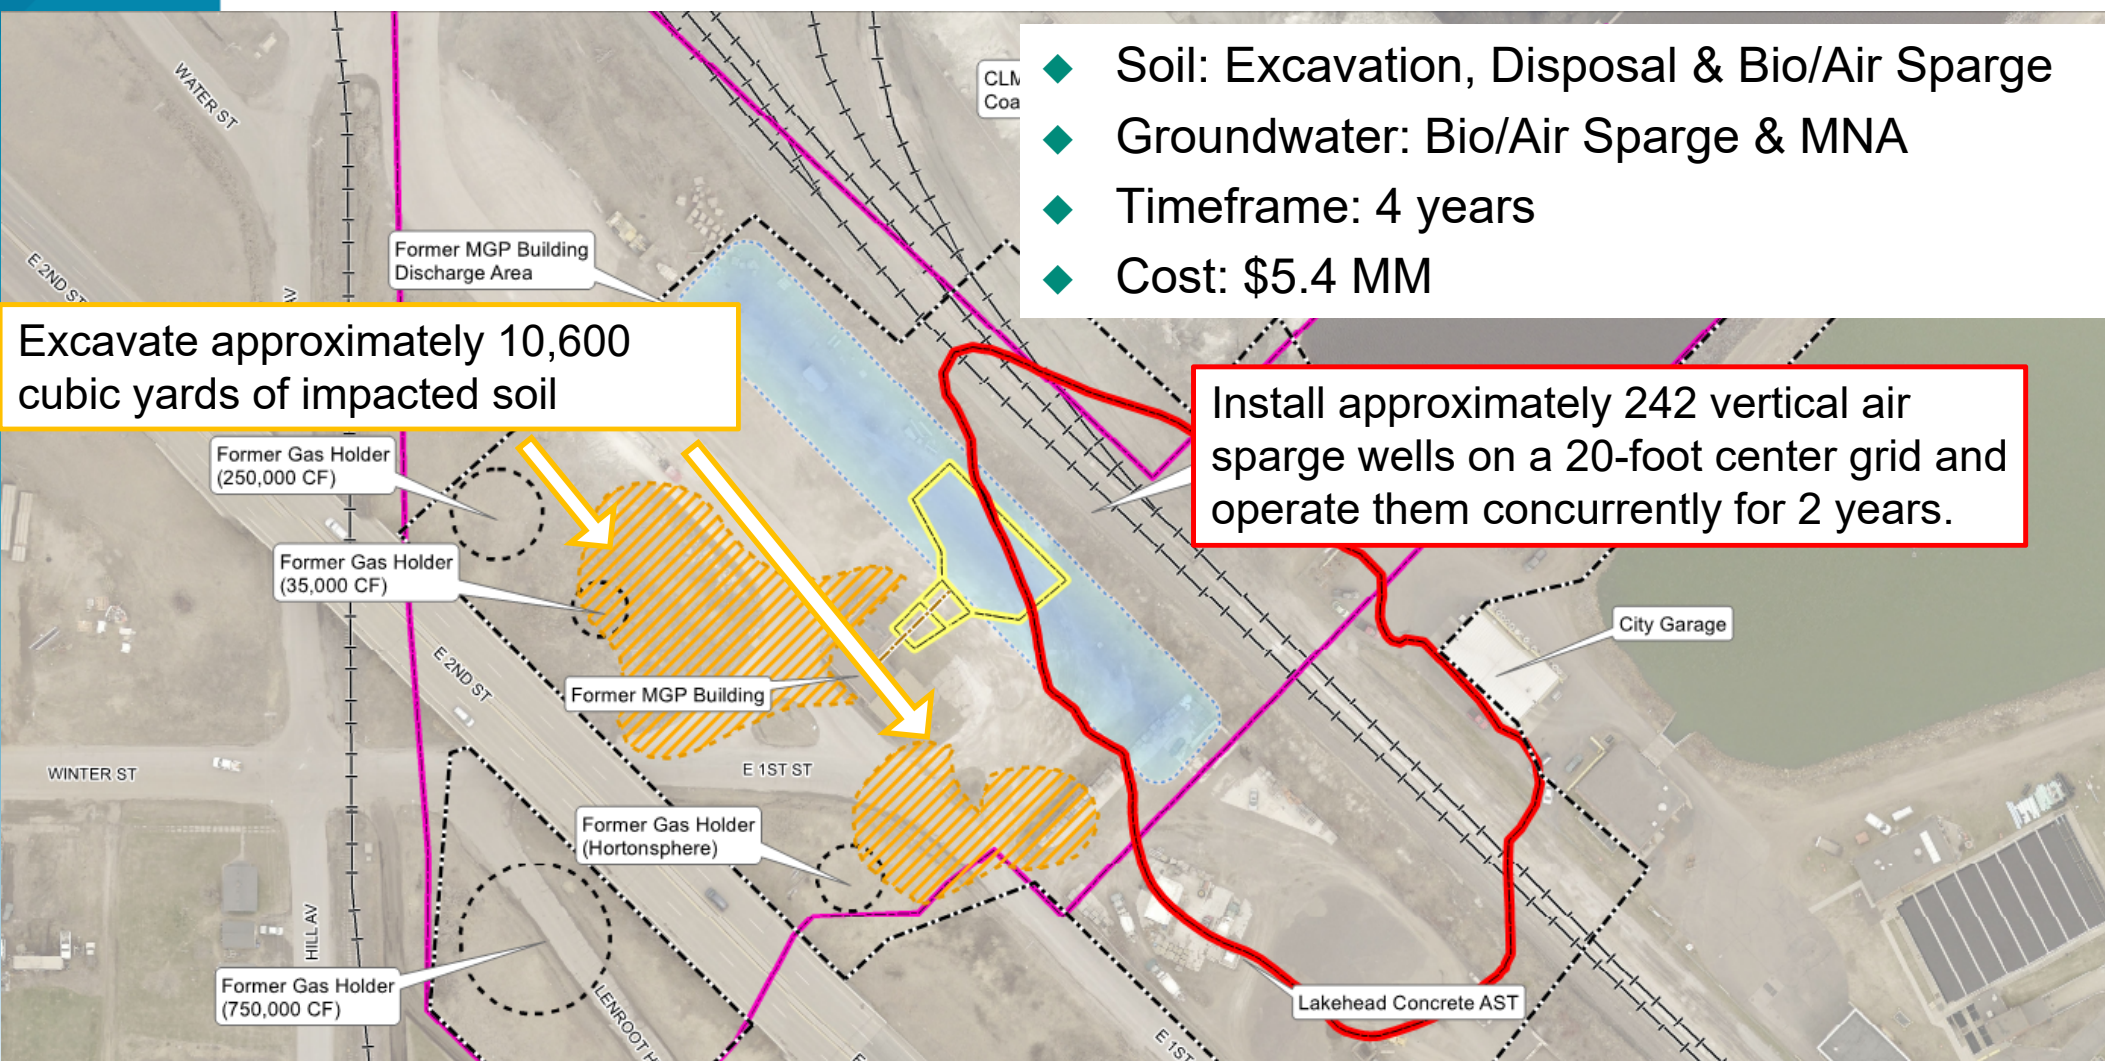 Soil: Excavation, Disposal & Bio/Air Sparge
Groundwater: Bio/Air Sparge & MNA
Timeframe: 4 years
Cost: $5.4 MM
CLM
Coa
WATER ST
E 2ND ST
Former MGP Building
Discharge Area
AV
Excavate approximately 10,600
cubic yards of impacted soil
Install approximately 242 vertical air
sparge wells on a 20-foot center grid and
operate them concurrently for 2 years.
Former Gas Holder
(250,000 CF)
Former Gas Holder
(35,000 CF)
City Garage
E 2ND ST
Former MGP Building
WINTER ST
E 1ST ST
Former Gas Holder
(Hortonsphere)
HILL AV
Former Gas Holder
(750,000 CF)
LENROOT H
Lakehead Concrete AST
E 1ST
E